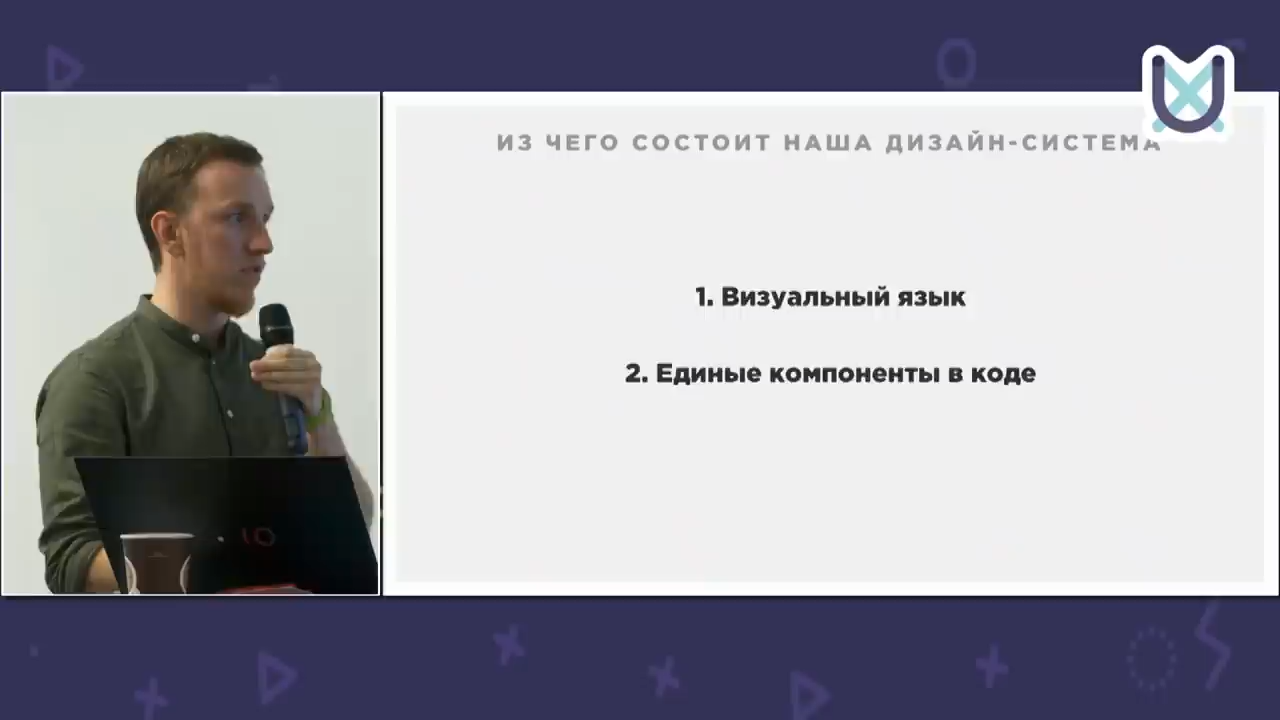 ИЗ ЧЕГО СОСТОИТ НАША ДИЗАЙН-СИСТЕМА
1. Визуальный язык
2. Единые компоненты в коде